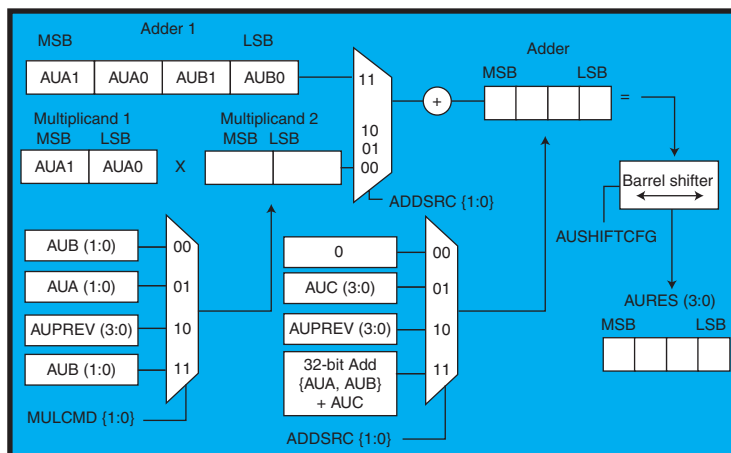 Adder 1
MSB LSB
AUA1 AUA0 AUB1 AUB0
11
10
01
00
Adder
MSB LSB
+
=
Multiplicand 1
MSB LSB
AUA1 AUA0
X
Multiplicand 2
MSB LSB
ADDSRC {1:0}
Barrel shifter
AUSHIFTCFG
AURES (3:0)
MSB LSB
AUB (1:0)
AUA (1:0)
AUPREV (3:0)
AUB (1:0)
00
01
10
11
MULCMD {1:0}
0
AUC (3:0)
AUPREV (3:0)
32-bit Add
{AUA, AUB}
+ AUC
00
01
10
11
ADDSRC {1:0}